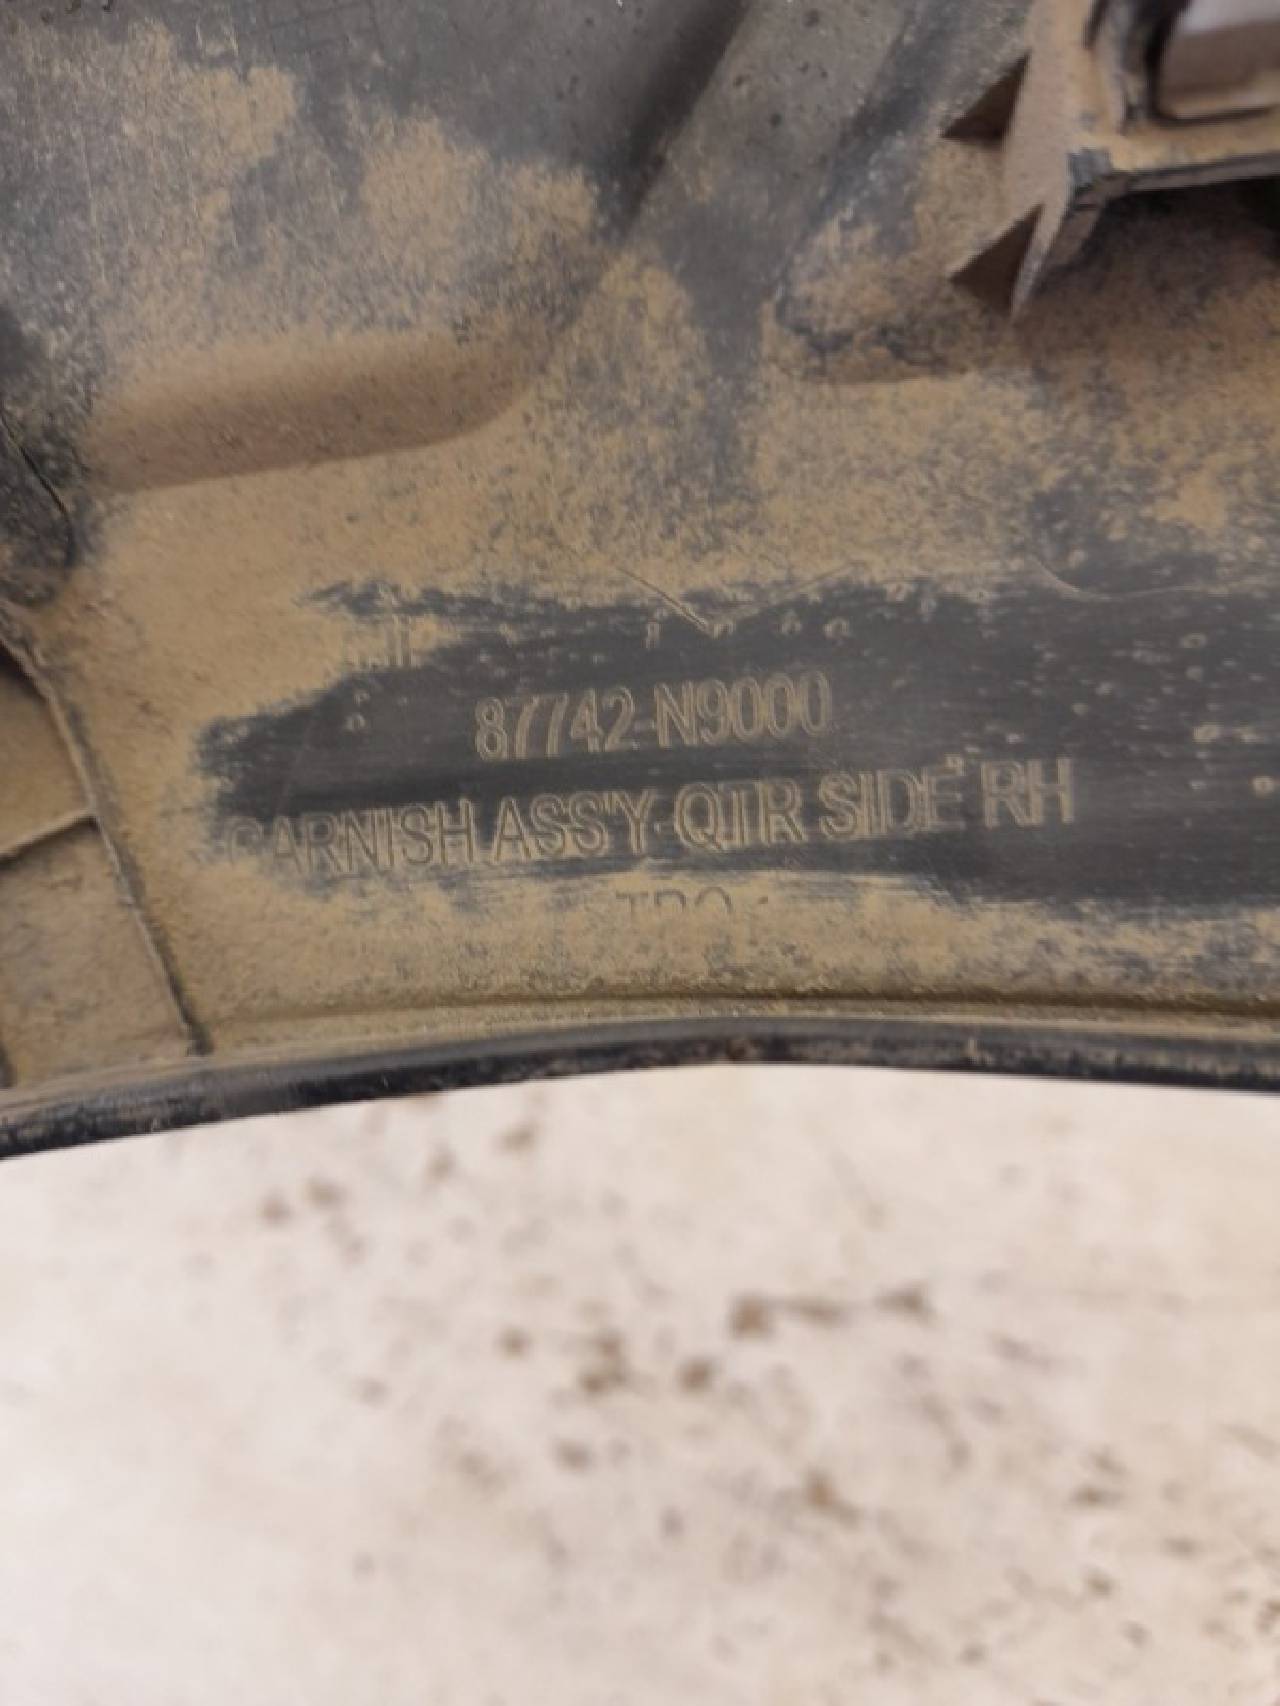 87742-N9000
GARNISH ASS'Y-QTR SIDE RH